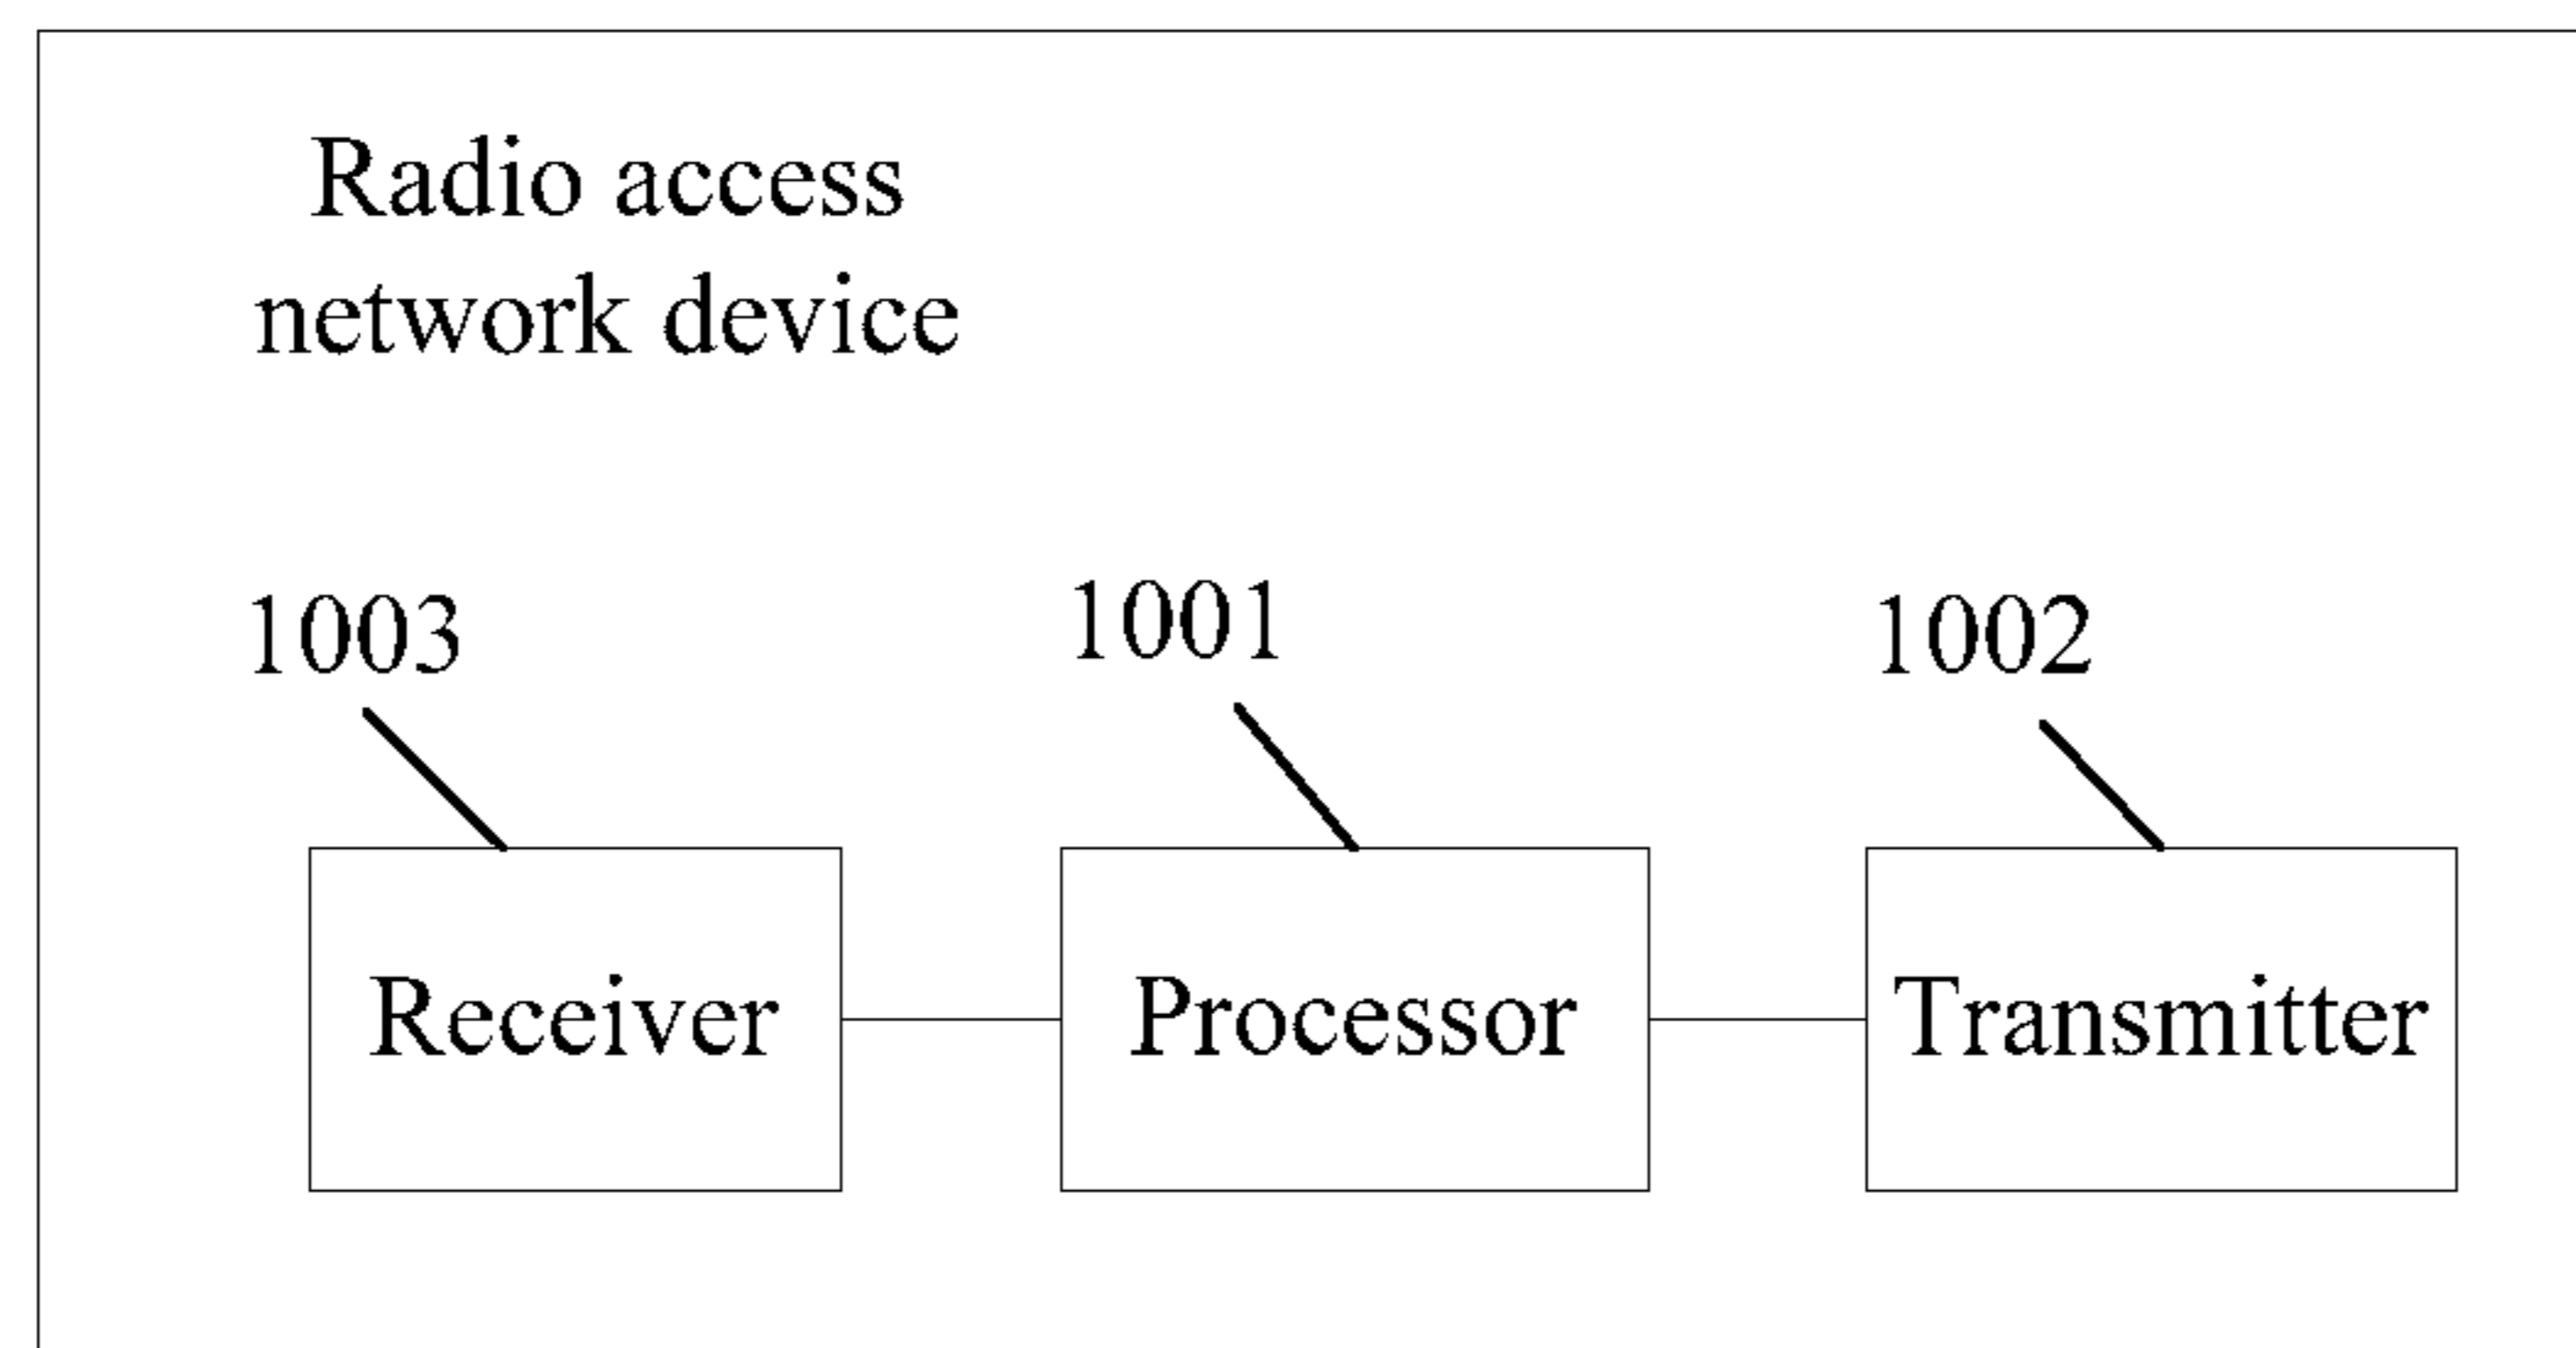 Radio access
network device
1003
1001
1002
Receiver
Processor
Transmitter